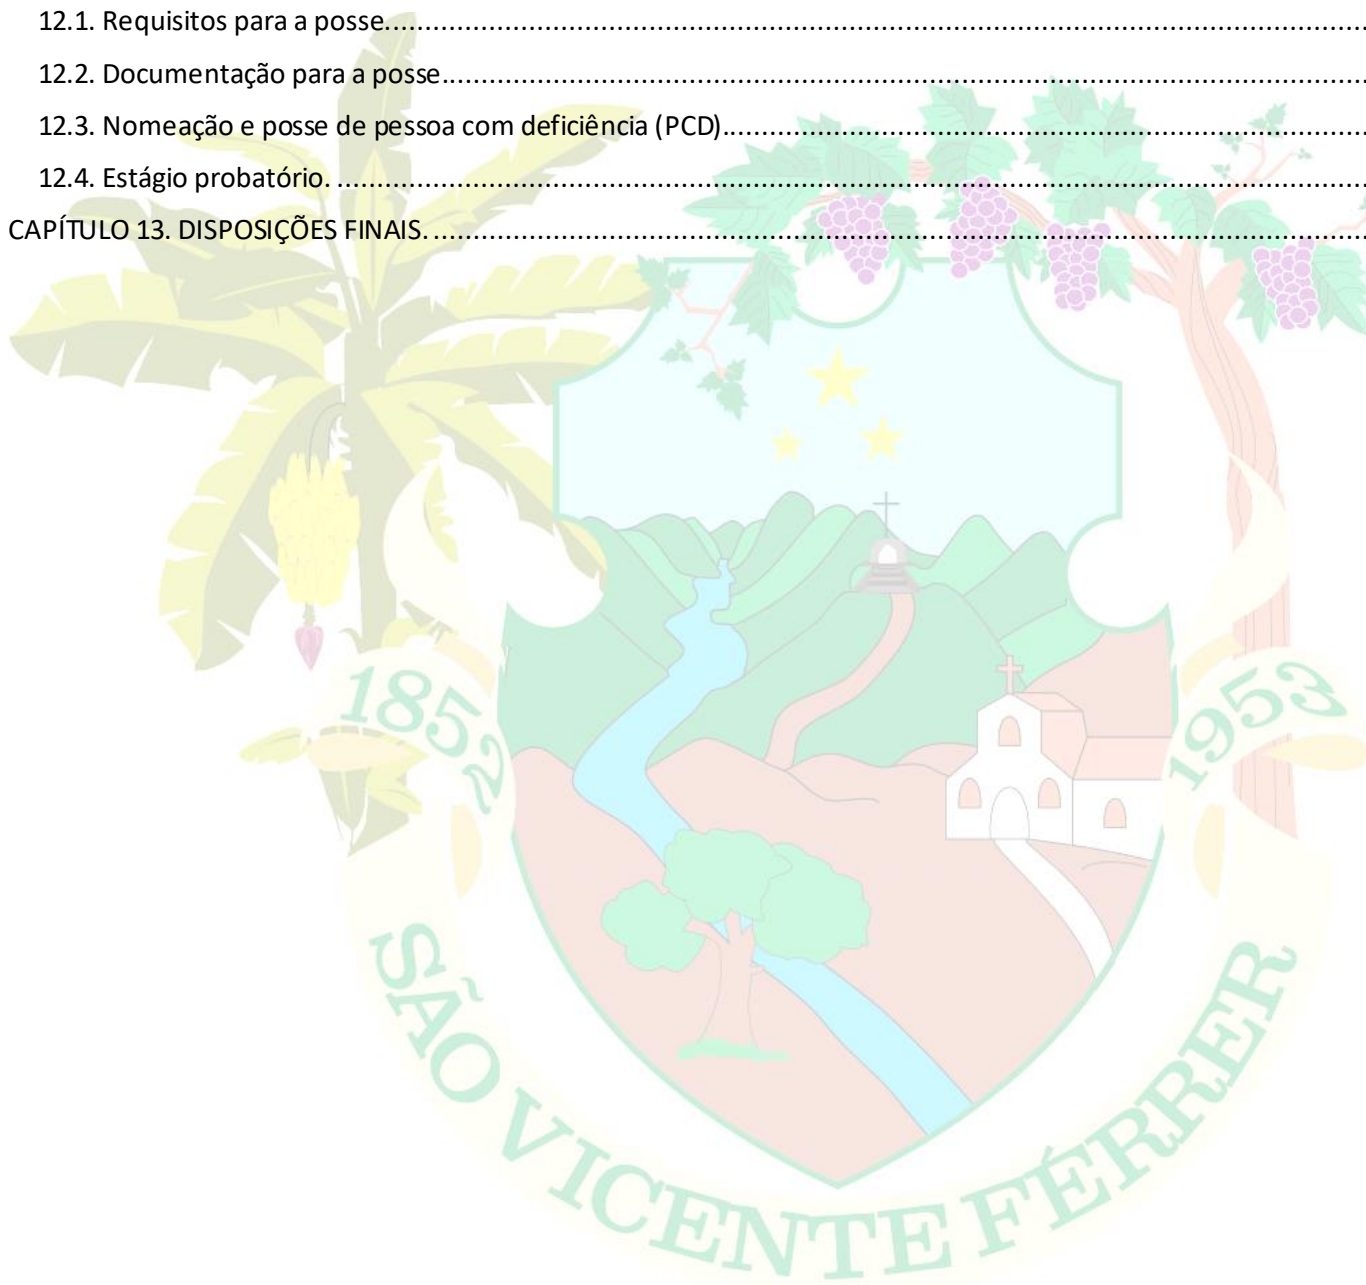 12.1. Requisitos para a posse.............................................................................................................................
12.2. Documentação para a posse.....................................................................................................................
12.3. Nomeação e posse de pessoa com deficiência (PCD)................................................................................
12.4. Estágio probatório. .................................................................................................................................
CAPÍTULO 13. DISPOSIÇÕES FINAIS. .............................................................................................................
1852
1953
SÃO VICENTE FÉRRER